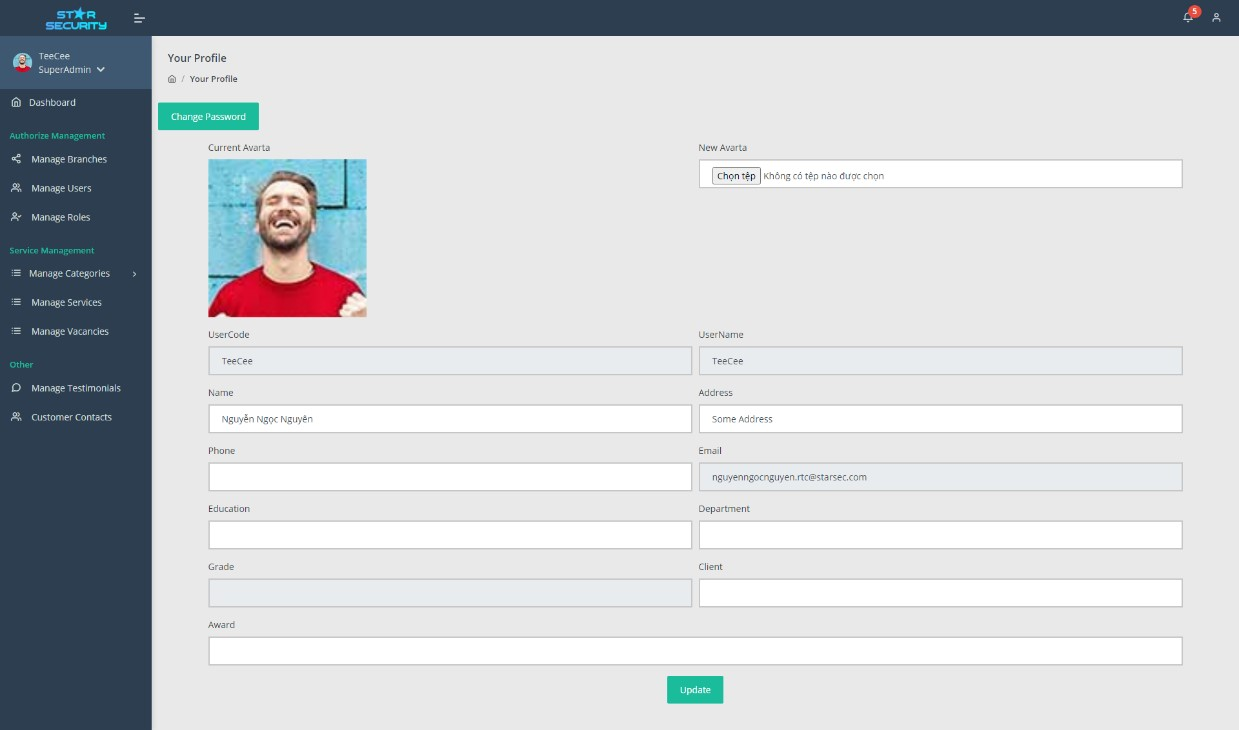 STAR
SECURITY
5
TeeCee
SuperAdmin
Dashboard
Authorize Management
Manage Branches
Manage Users
Manage Roles
Service Management
Manage Categories
Manage Services
Manage Vacancies
Other
Manage Testimonials
Customer Contacts
Your Profile
/ Your Profile
Change Password
Current Avarta
New Avarta
Chọn tệp Không có tệp nào được chọn
UserCode
UserName
TeeCee
TeeCee
Name
Address
Nguyễn Ngọc Nguyên
Some Address
Phone
Email
nguyenngocnguyen.rtc@starsec.com
Education
Department
Grade
Client
Award
Update